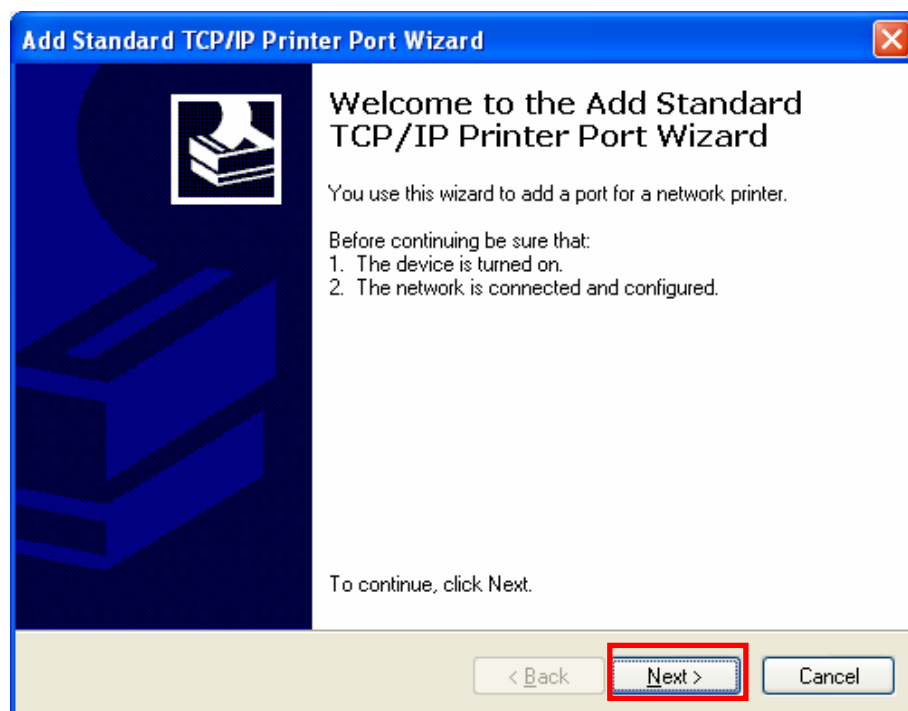 Add Standard TCP/IP Printer Port Wizard
Welcome to the Add Standard
TCP/IP Printer Port Wizard
You use this wizard to add a port for a network printer.
Before continuing be sure that:
1. The device is turned on.
2. The network is connected and configured.
To continue, click Next.
< Back
Next >
Cancel